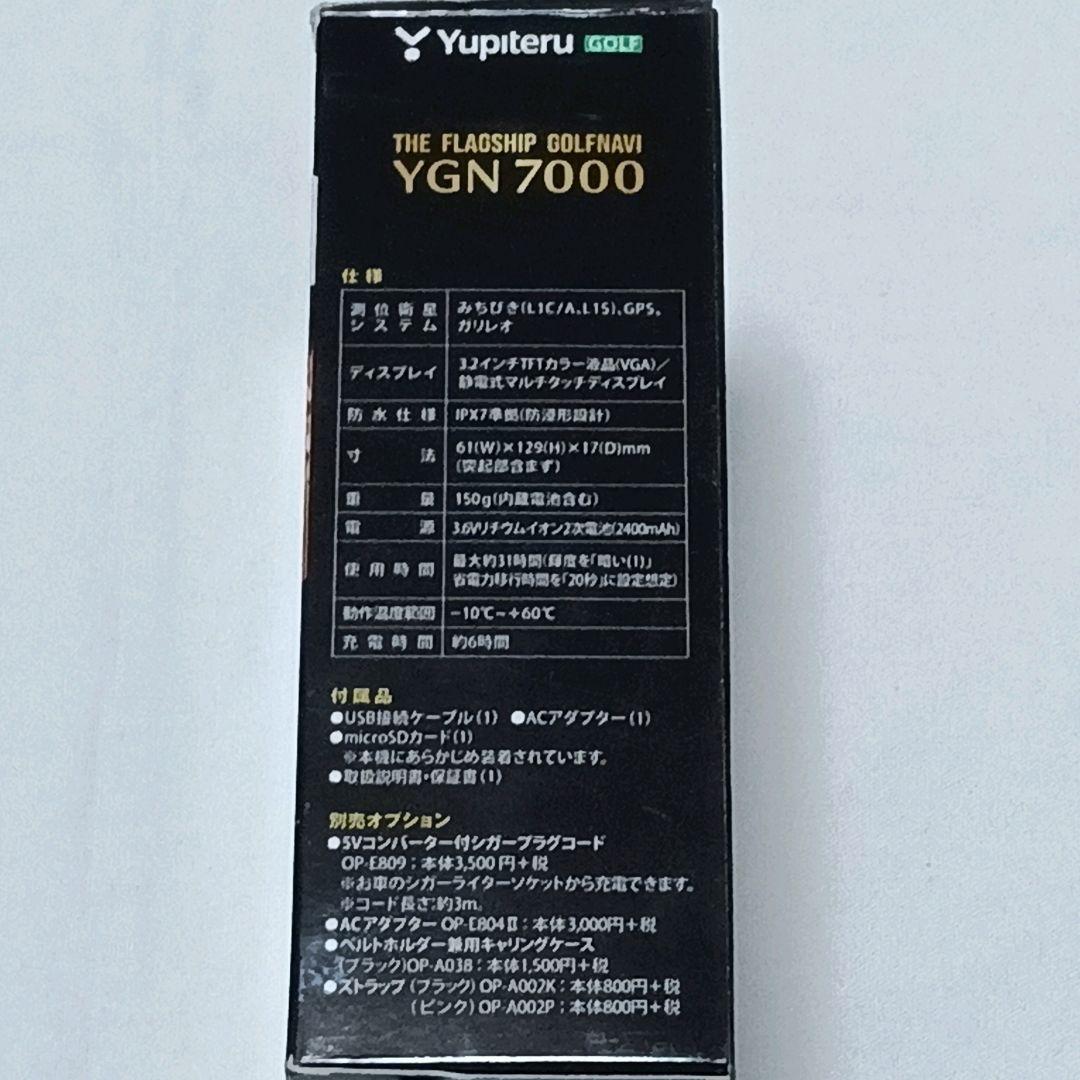 Yupiteru GOLF
THE FLAGSHIP GOLFNAVI
YGN 7000
仕様
測位衛星 みちびき(L1C/A、L1S)、GPS、
システム ガリレオ
ディスプレイ 3.2インチTFTカラー液晶(VGA)/
静電式マルチタッチディスプレイ
防水仕様 IPX7準拠(防浸形設計)
寸法 61(W)×129(H)×17(D)mm
(突起部含まず)
重量 150g(内蔵電池含む)
電源 3.6Vリチウムイオン2次電池(2400mAh)
使用時間 最大約31時間(輝度を「暗い(1)」
省電力移行時間を「20秒」に設定想定)
動作温度範囲 -10℃~+60℃
充電時間 約6時間
付属品
●USB接続ケーブル(1) ●ACアダプター(1)
●microSDカード(1)
※本機にあらかじめ装着されています。
●取扱説明書・保証書(1)
別売オプション
●5Vコンバーター付シガープラグコード
OP-E809:本体3,500円+税
※お車のシガーライターソケットから充電できます。
※コード長さ:約3m。
●ACアダプター OP-E804Ⅱ:本体3,000円+税
●ベルトホルダー兼用キャリングケース
(ブラック)OP-A038:本体1,500円+税
●ストラップ(ブラック) OP-A002K:本体800円+税
(ピンク) OP-A002P:本体800円+税